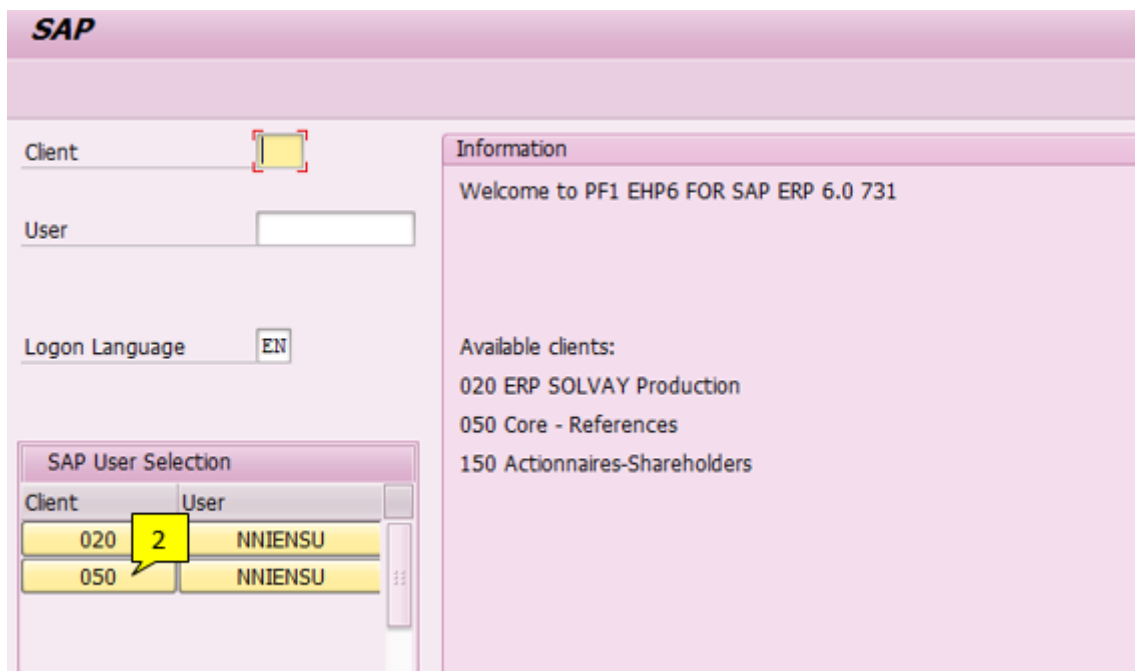 SAP
Client
User
Logon Language EN
Information
Welcome to PF1 EHP6 FOR SAP ERP 6.0 731
Available clients:
020 ERP SOLVAY Production
050 Core - References
150 Actionnaires-Shareholders
SAP User Selection
Client User
020 NNIENSU
2
050 NNIENSU